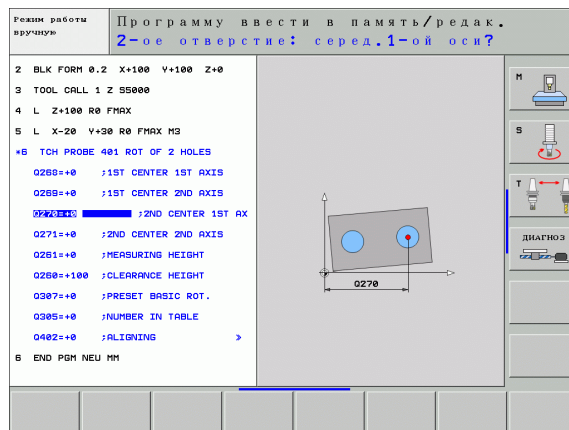 Режим работы
вручную
Программу ввести в память/редак.
2-ое отверстие: серед.1-ой оси?
2 BLK FORM 0.2 X+100 Y+100 Z+0
3 TOOL CALL 1 Z S5000
4 L Z+100 R0 FMAX
5 L X-20 Y+30 R0 FMAX M3
*6 TCH PROBE 401 ROT OF 2 HOLES
Q268=+0 ;1ST CENTER 1ST AXIS
Q269=+0 ;1ST CENTER 2ND AXIS
Q270=+0 ;2ND CENTER 1ST AX
Q271=+0 ;2ND CENTER 2ND AXIS
Q261=+0 ;MEASURING HEIGHT
Q260=+100 ;CLEARANCE HEIGHT
Q307=+0 ;PRESET BASIC ROT.
Q305=+0 ;NUMBER IN TABLE
Q402=+0 ;ALIGNING »
6 END PGM NEU MM
Q270
M
S
T
ДИАГНОЗ